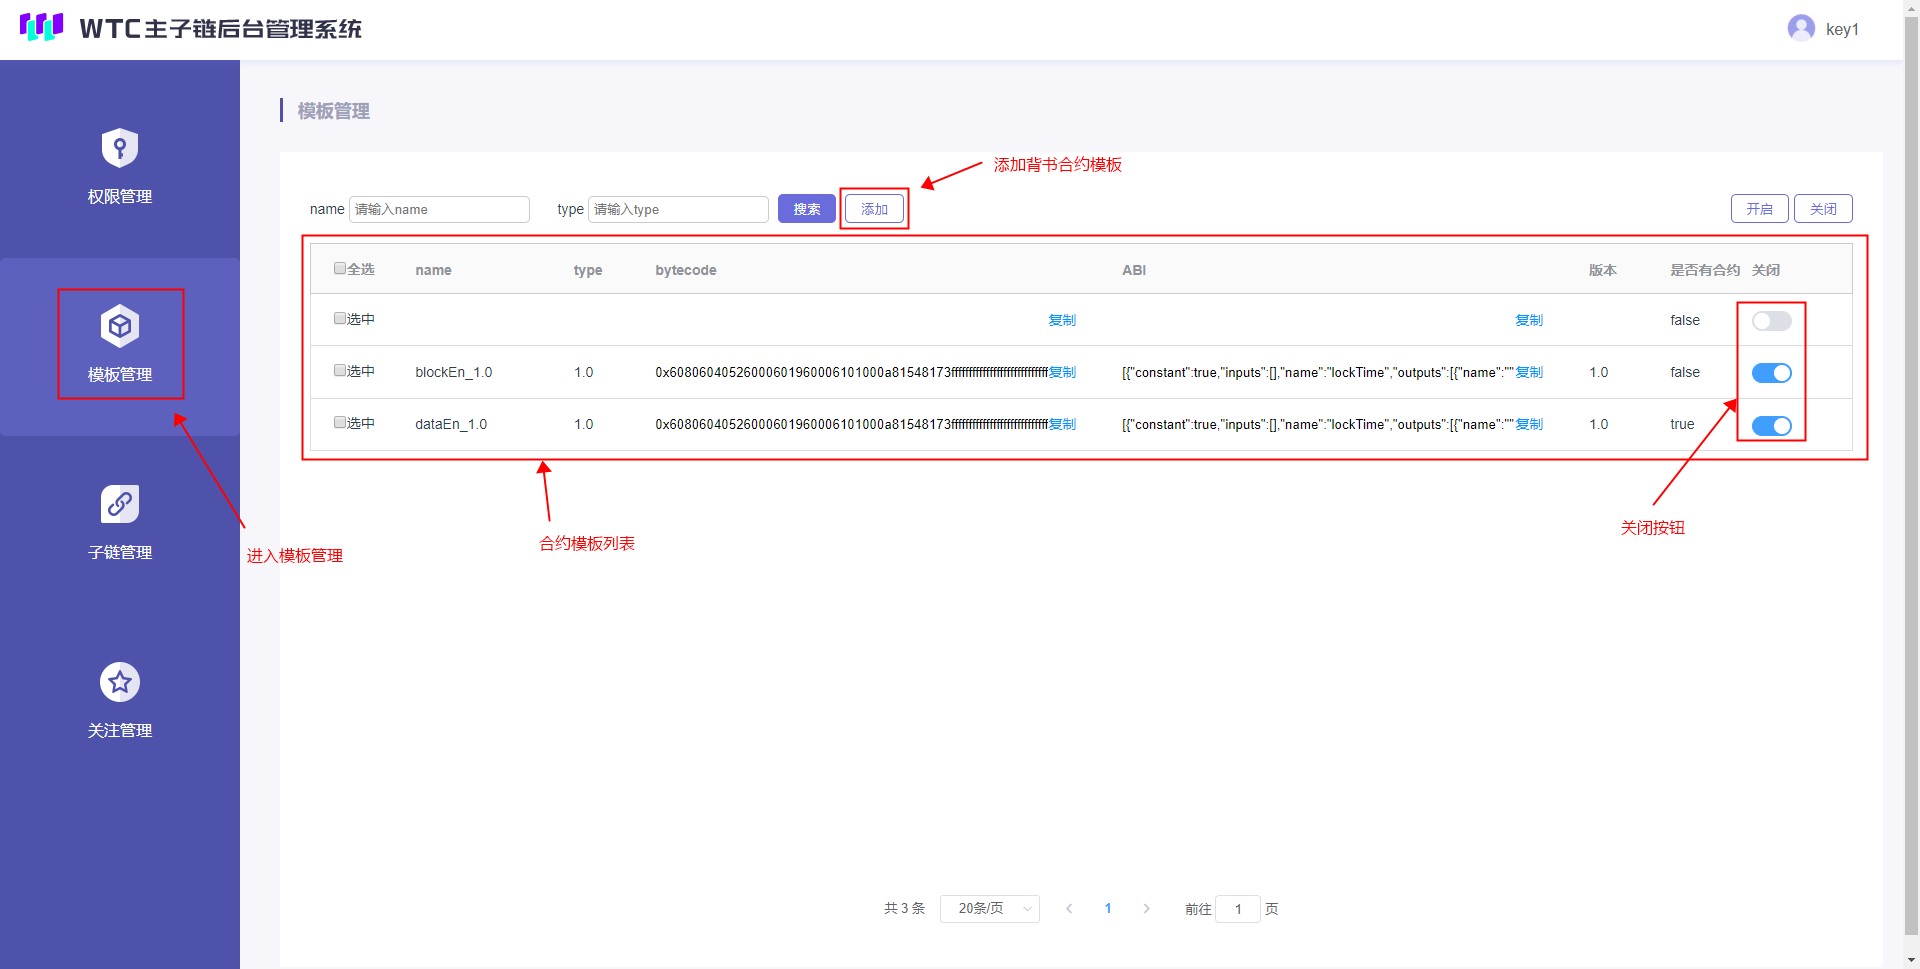 WTC主子链后台管理系统
key1
权限管理
模板管理
子链管理
关注管理
进入模板管理
模板管理
添加背书合约模板
name 请输入name type 请输入type 搜索 添加 开启 关闭
全选 name type bytecode ABI 版本 是否有合约 关闭
选中 复制 复制 false
选中 blockEn_1.0 1.0 0x608060405260006019600061010000a81548173ffffffffffffffffffffffffffff复制 [{"constant":true,"inputs":[],"name":"lockTime","outputs":[{"name":""复制 1.0 false
选中 dataEn_1.0 1.0 0x608060405260006019600061010000a81548173ffffffffffffffffffffffffffff复制 [{"constant":true,"inputs":[],"name":"lockTime","outputs":[{"name":""复制 1.0 true
合约模板列表
关闭按钮
共 3 条 20条/页 1 前往 1 页